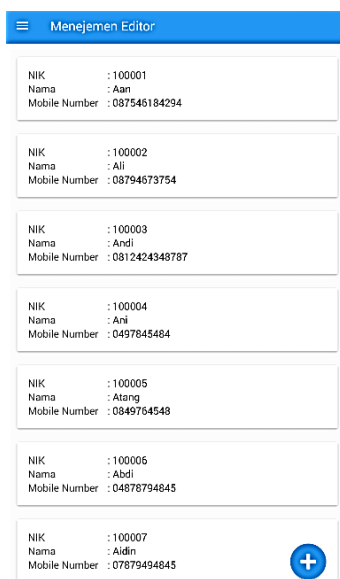 Menejemen Editor
NIK : 100001
Nama : Aan
Mobile Number : 087546184294
NIK : 100002
Nama : Ali
Mobile Number : 08794673754
NIK : 100003
Nama : Andi
Mobile Number : 0812424348787
NIK : 100004
Nama : Ani
Mobile Number : 0497845484
NIK : 100005
Nama : Atang
Mobile Number : 0849764548
NIK : 100006
Nama : Abdi
Mobile Number : 04878794845
NIK : 100007
Nama : Aidin
Mobile Number : 07879494845